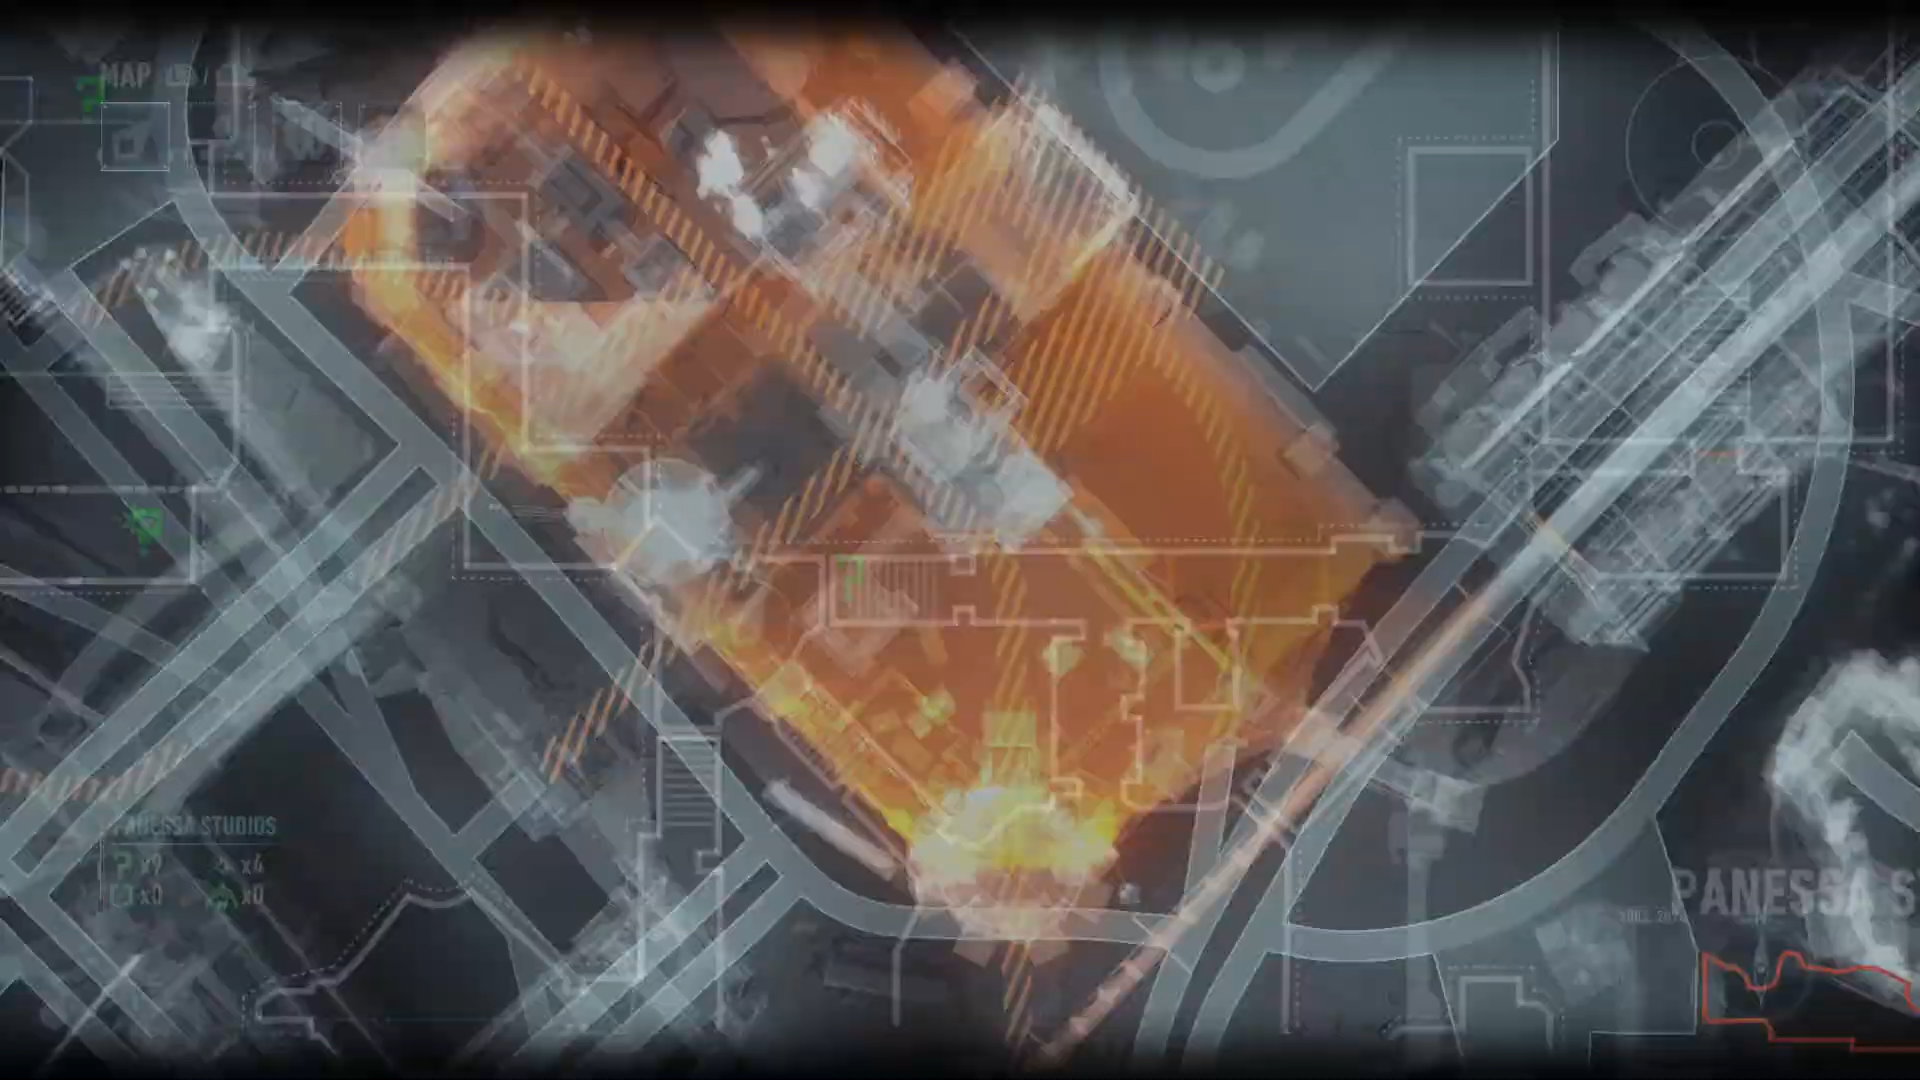 MAP
PANESSA STUDIOS
? x9 x4
x0 x0
?
PANESSA S